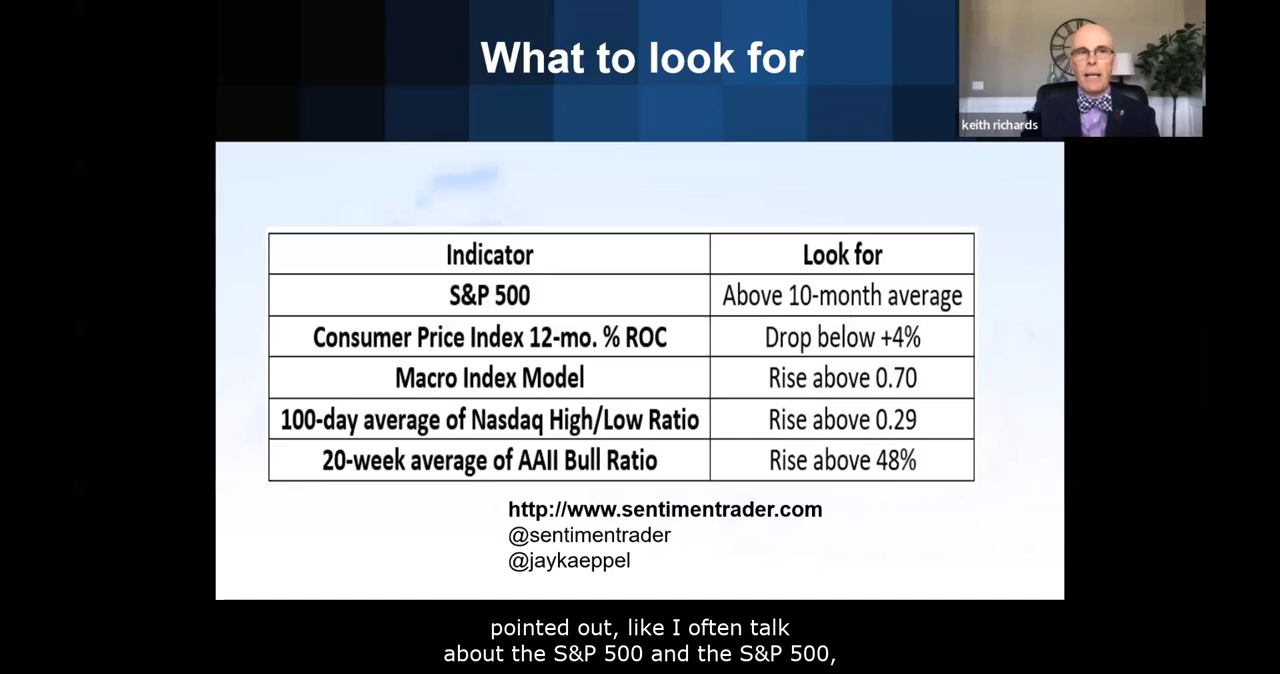 What to look for
keith richards
Indicator Look for
S&P 500 Above 10-month average
Consumer Price Index 12-mo. % ROC Drop below +4%
Macro Index Model Rise above 0.70
100-day average of Nasdaq High/Low Ratio Rise above 0.29
20-week average of AAII Bull Ratio Rise above 48%
http://www.sentimentrader.com
@sentimentrader
@jaykaeppel
pointed out, like I often talk
about the S&P 500 and the S&P 500,